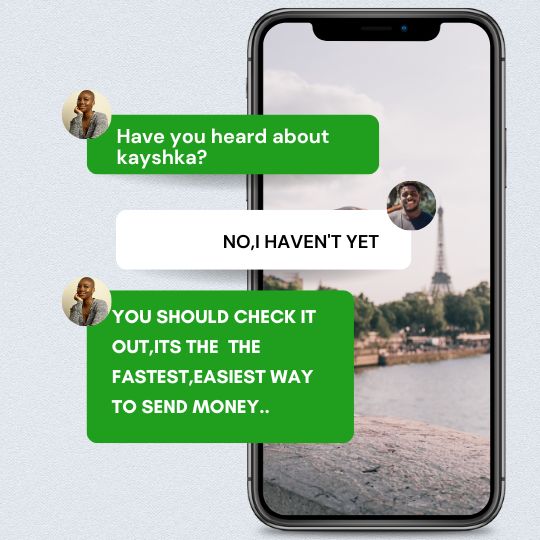 Have you heard about
kayshka?
NO,I HAVEN'T YET
YOU SHOULD CHECK IT
OUT,ITS THE THE
FASTEST,EASIEST WAY
TO SEND MONEY..